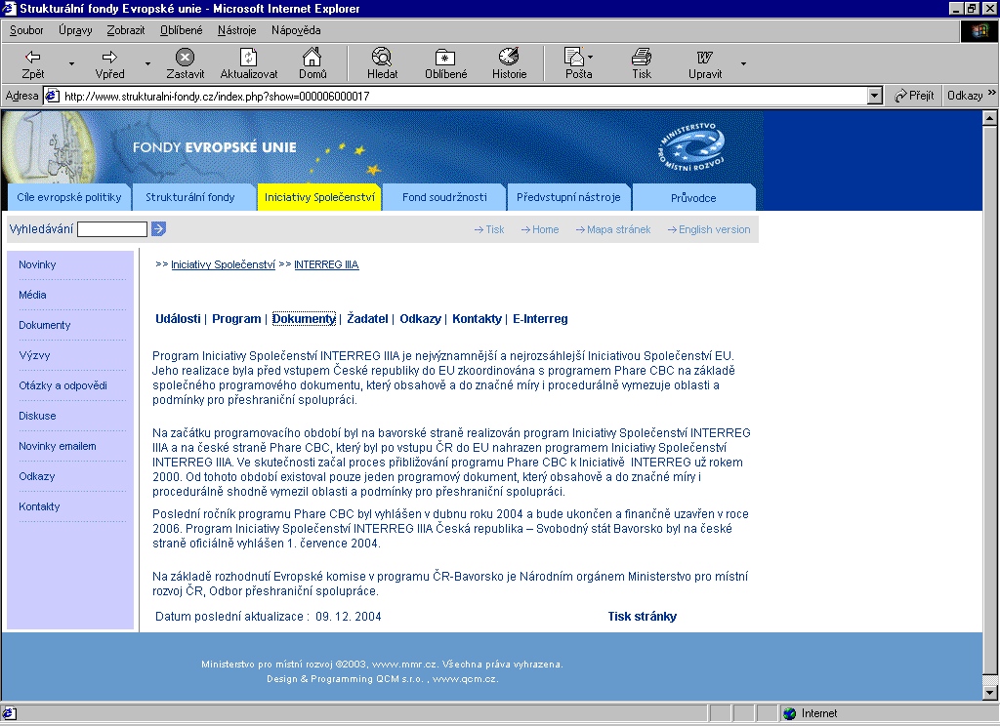 Strukturální fondy Evropské unie - Microsoft Internet Explorer
Soubor Úpravy Zobrazit Oblíbené Nástroje Nápověda
Zpět Vpřed Zastavit Aktualizovat Domů Hledat Oblíbené Historie Pošta Tisk Upravit
Adresa http://www.strukturalni-fondy.cz/index.php?show=000006000017 Přejít Odkazy »
FONDY EVROPSKÉ UNIE
MINISTERSTVO PRO MÍSTNÍ ROZVOJ
Cíle evropské politiky Strukturální fondy Iniciativy Společenství Fond soudržnosti Předvstupní nástroje Průvodce
Vyhledávání Tisk Home Mapa stránek English version
Novinky
Média
Dokumenty
Výzvy
Otázky a odpovědi
Diskuse
Novinky emailem
Odkazy
Kontakty
>> Iniciativy Společenství >> INTERREG IIIA
Události | Program | Dokumenty | Žadatel | Odkazy | Kontakty | E-Interreg
Program Iniciativy Společenství INTERREG IIIA je nejvýznamnější a nejrozsáhlejší Iniciativou Společenství EU.
Jeho realizace byla před vstupem České republiky do EU zkoordinována s programem Phare CBC na základě
společného programového dokumentu, který obsahově a do značné míry i procedurálně vymezuje oblasti a
podmínky pro přeshraniční spolupráci.
Na začátku programovacího období byl na bavorské straně realizován program Iniciativy Společenství INTERREG
IIIA a na české straně Phare CBC, který byl po vstupu ČR do EU nahrazen programem Iniciativy Společenství
INTERREG IIIA. Ve skutečnosti začal proces přibližování programu Phare CBC k Iniciativě INTERREG už rokem
2000. Od tohoto období existoval pouze jeden programový dokument, který obsahově a do značné míry i
procedurálně shodně vymezil oblasti a podmínky pro přeshraniční spolupráci.
Poslední ročník programu Phare CBC byl vyhlášen v dubnu roku 2004 a bude ukončen a finančně uzavřen v roce
2006. Program Iniciativy Společenství INTERREG IIIA Česká republika – Svobodný stát Bavorsko byl na české
straně oficiálně vyhlášen 1. července 2004.
Na základě rozhodnutí Evropské komise v programu ČR-Bavorsko je Národním orgánem Ministerstvo pro místní
rozvoj ČR, Odbor přeshraniční spolupráce.
Datum poslední aktualizace : 09. 12. 2004 Tisk stránky
Ministerstvo pro místní rozvoj ©2003, www.mmr.cz. Všechna práva vyhrazena.
Design & Programming QCM s.r.o. , www.qcm.cz.
Internet